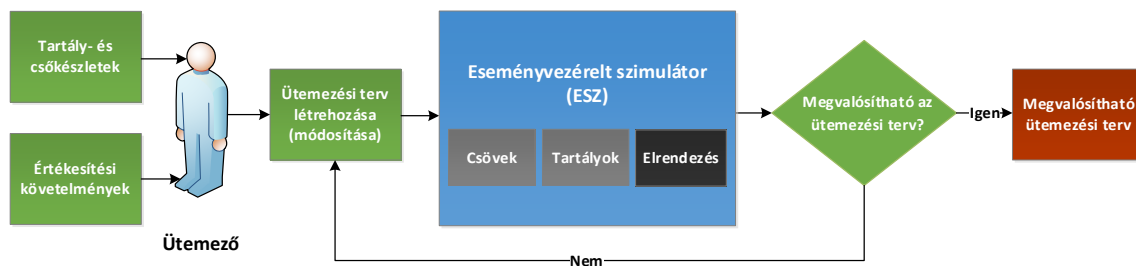 Tartály- és
csőkészletek
Értékesítési
követelmények
Ütemező
Ütemezési terv
létrehozása
(módosítása)
Eseményvezérelt szimulátor
(ESZ)
Csövek
Tartályok
Elrendezés
Megvalósítható az
ütemezési terv?
Igen
Megvalósítható
ütemezési terv
Nem